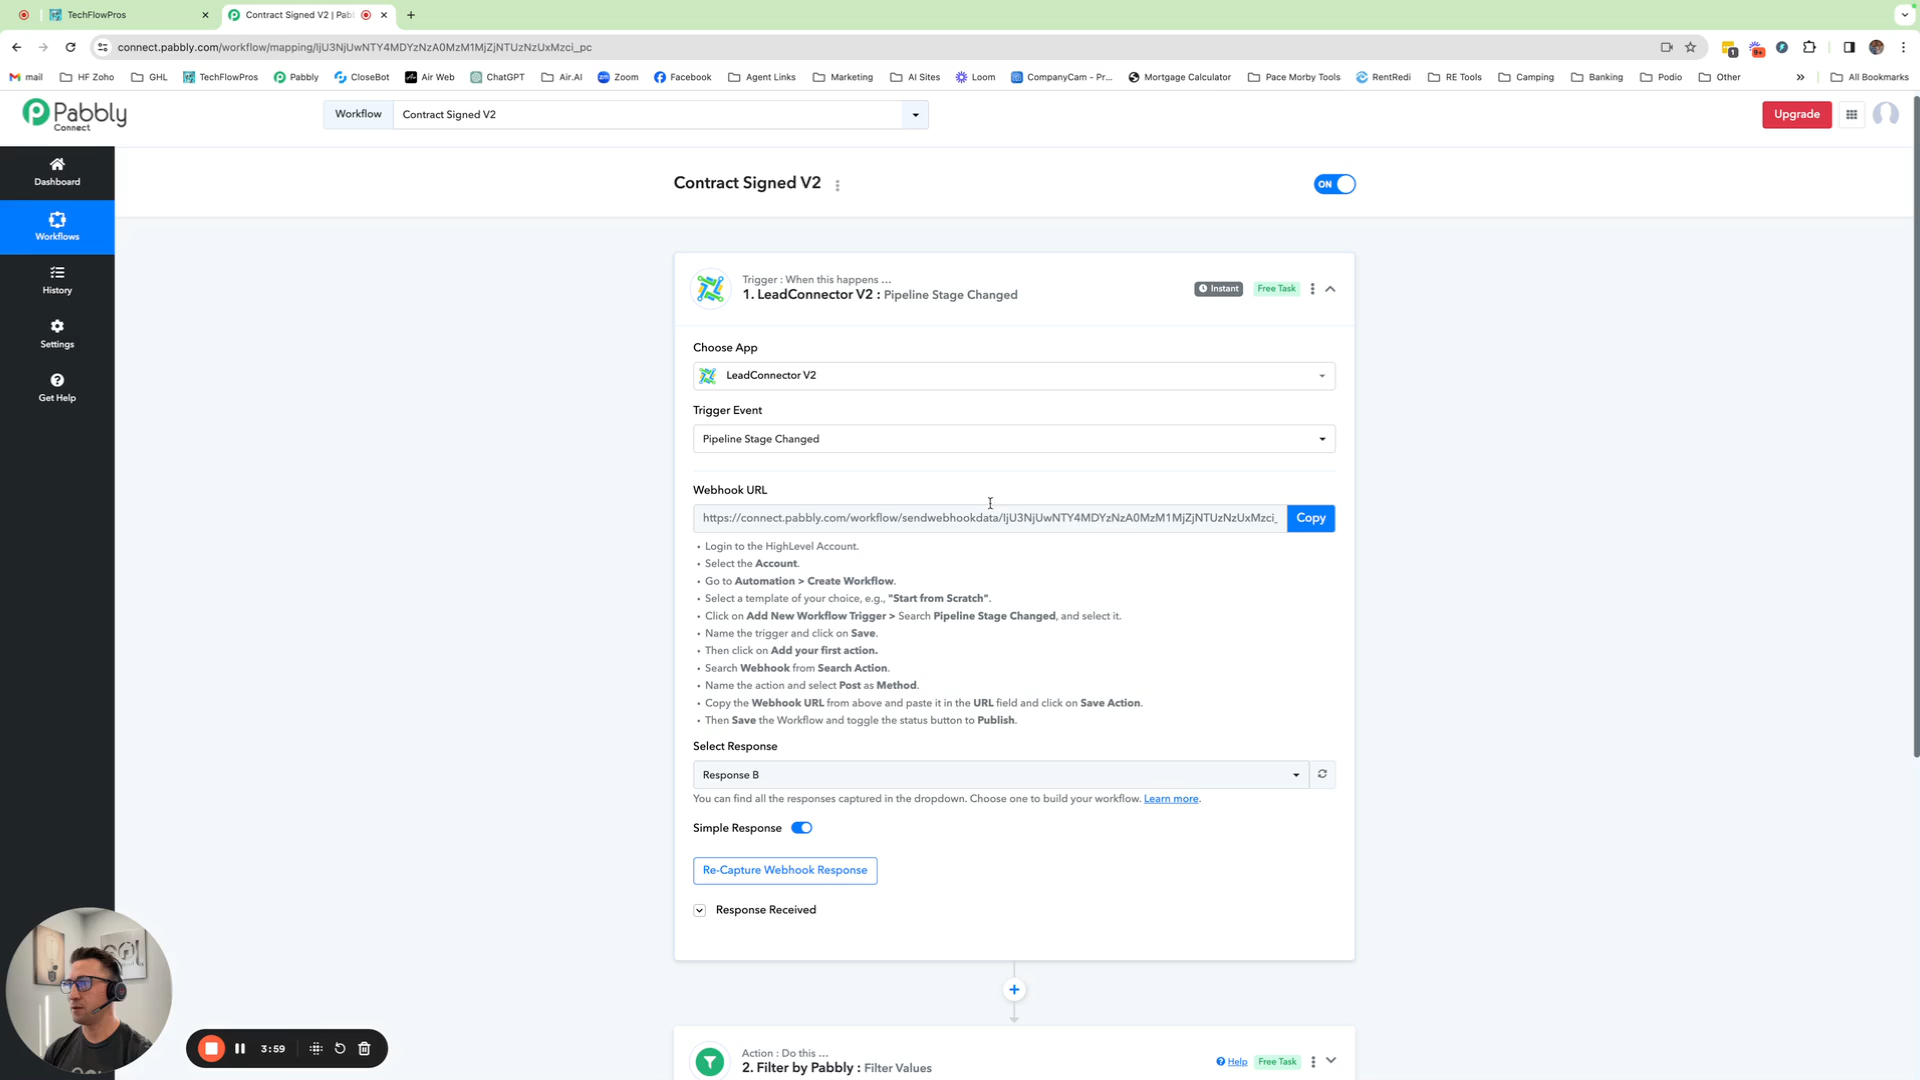 TechFlowPros
Contract Signed V2 | Pab
connect.pabbly.com/workflow/mapping/IjU3NjUwNTY4MDYzNzA0MzM1MjZjNTUzNzUxMzci_pc
mail HF Zoho GHL TechFlowPros Pabbly CloseBot Air Web ChatGPT Air.AI Zoom Facebook Agent Links Marketing AI Sites Loom CompanyCam - Pr... Mortgage Calculator Pace Morby Tools RentRedi RE Tools Camping Banking Podio Other » All Bookmarks
Pabbly
Connect
Workflow Contract Signed V2
Upgrade
Dashboard
Workflows
History
Settings
Get Help
Contract Signed V2
ON
Trigger : When this happens ...
1. LeadConnector V2 : Pipeline Stage Changed
Instant Free Task
Choose App
LeadConnector V2
Trigger Event
Pipeline Stage Changed
Webhook URL
https://connect.pabbly.com/workflow/sendwebhookdata/IjU3NjUwNTY4MDYzNzA0MzM1MjZjNTUzNzUxMzci_ Copy
• Login to the HighLevel Account.
• Select the Account.
• Go to Automation > Create Workflow.
• Select a template of your choice, e.g., "Start from Scratch".
• Click on Add New Workflow Trigger > Search Pipeline Stage Changed, and select it.
• Name the trigger and click on Save.
• Then click on Add your first action.
• Search Webhook from Search Action.
• Name the action and select Post as Method.
• Copy the Webhook URL from above and paste it in the URL field and click on Save Action.
• Then Save the Workflow and toggle the status button to Publish.
Select Response
Response B
You can find all the responses captured in the dropdown. Choose one to build your workflow. Learn more.
Simple Response
Re-Capture Webhook Response
Response Received
Action : Do this ...
2. Filter by Pabbly : Filter Values
Help Free Task
3:59